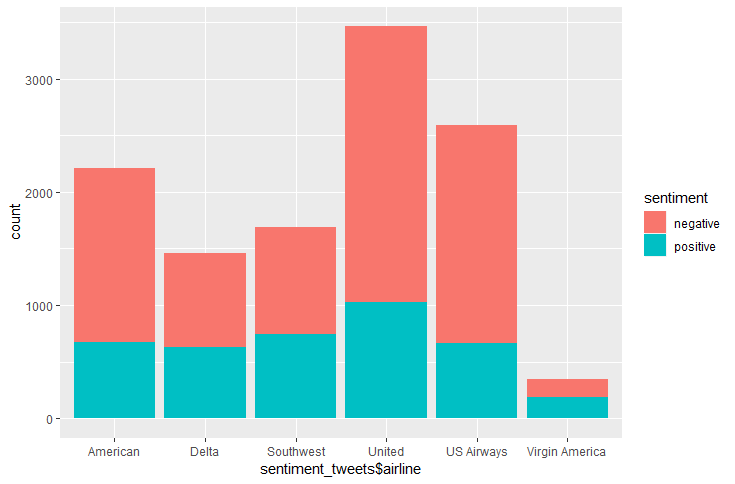 3000
2000
1000
0
count
American Delta Southwest United US Airways Virgin America
sentiment_tweets$airline
sentiment
negative
positive